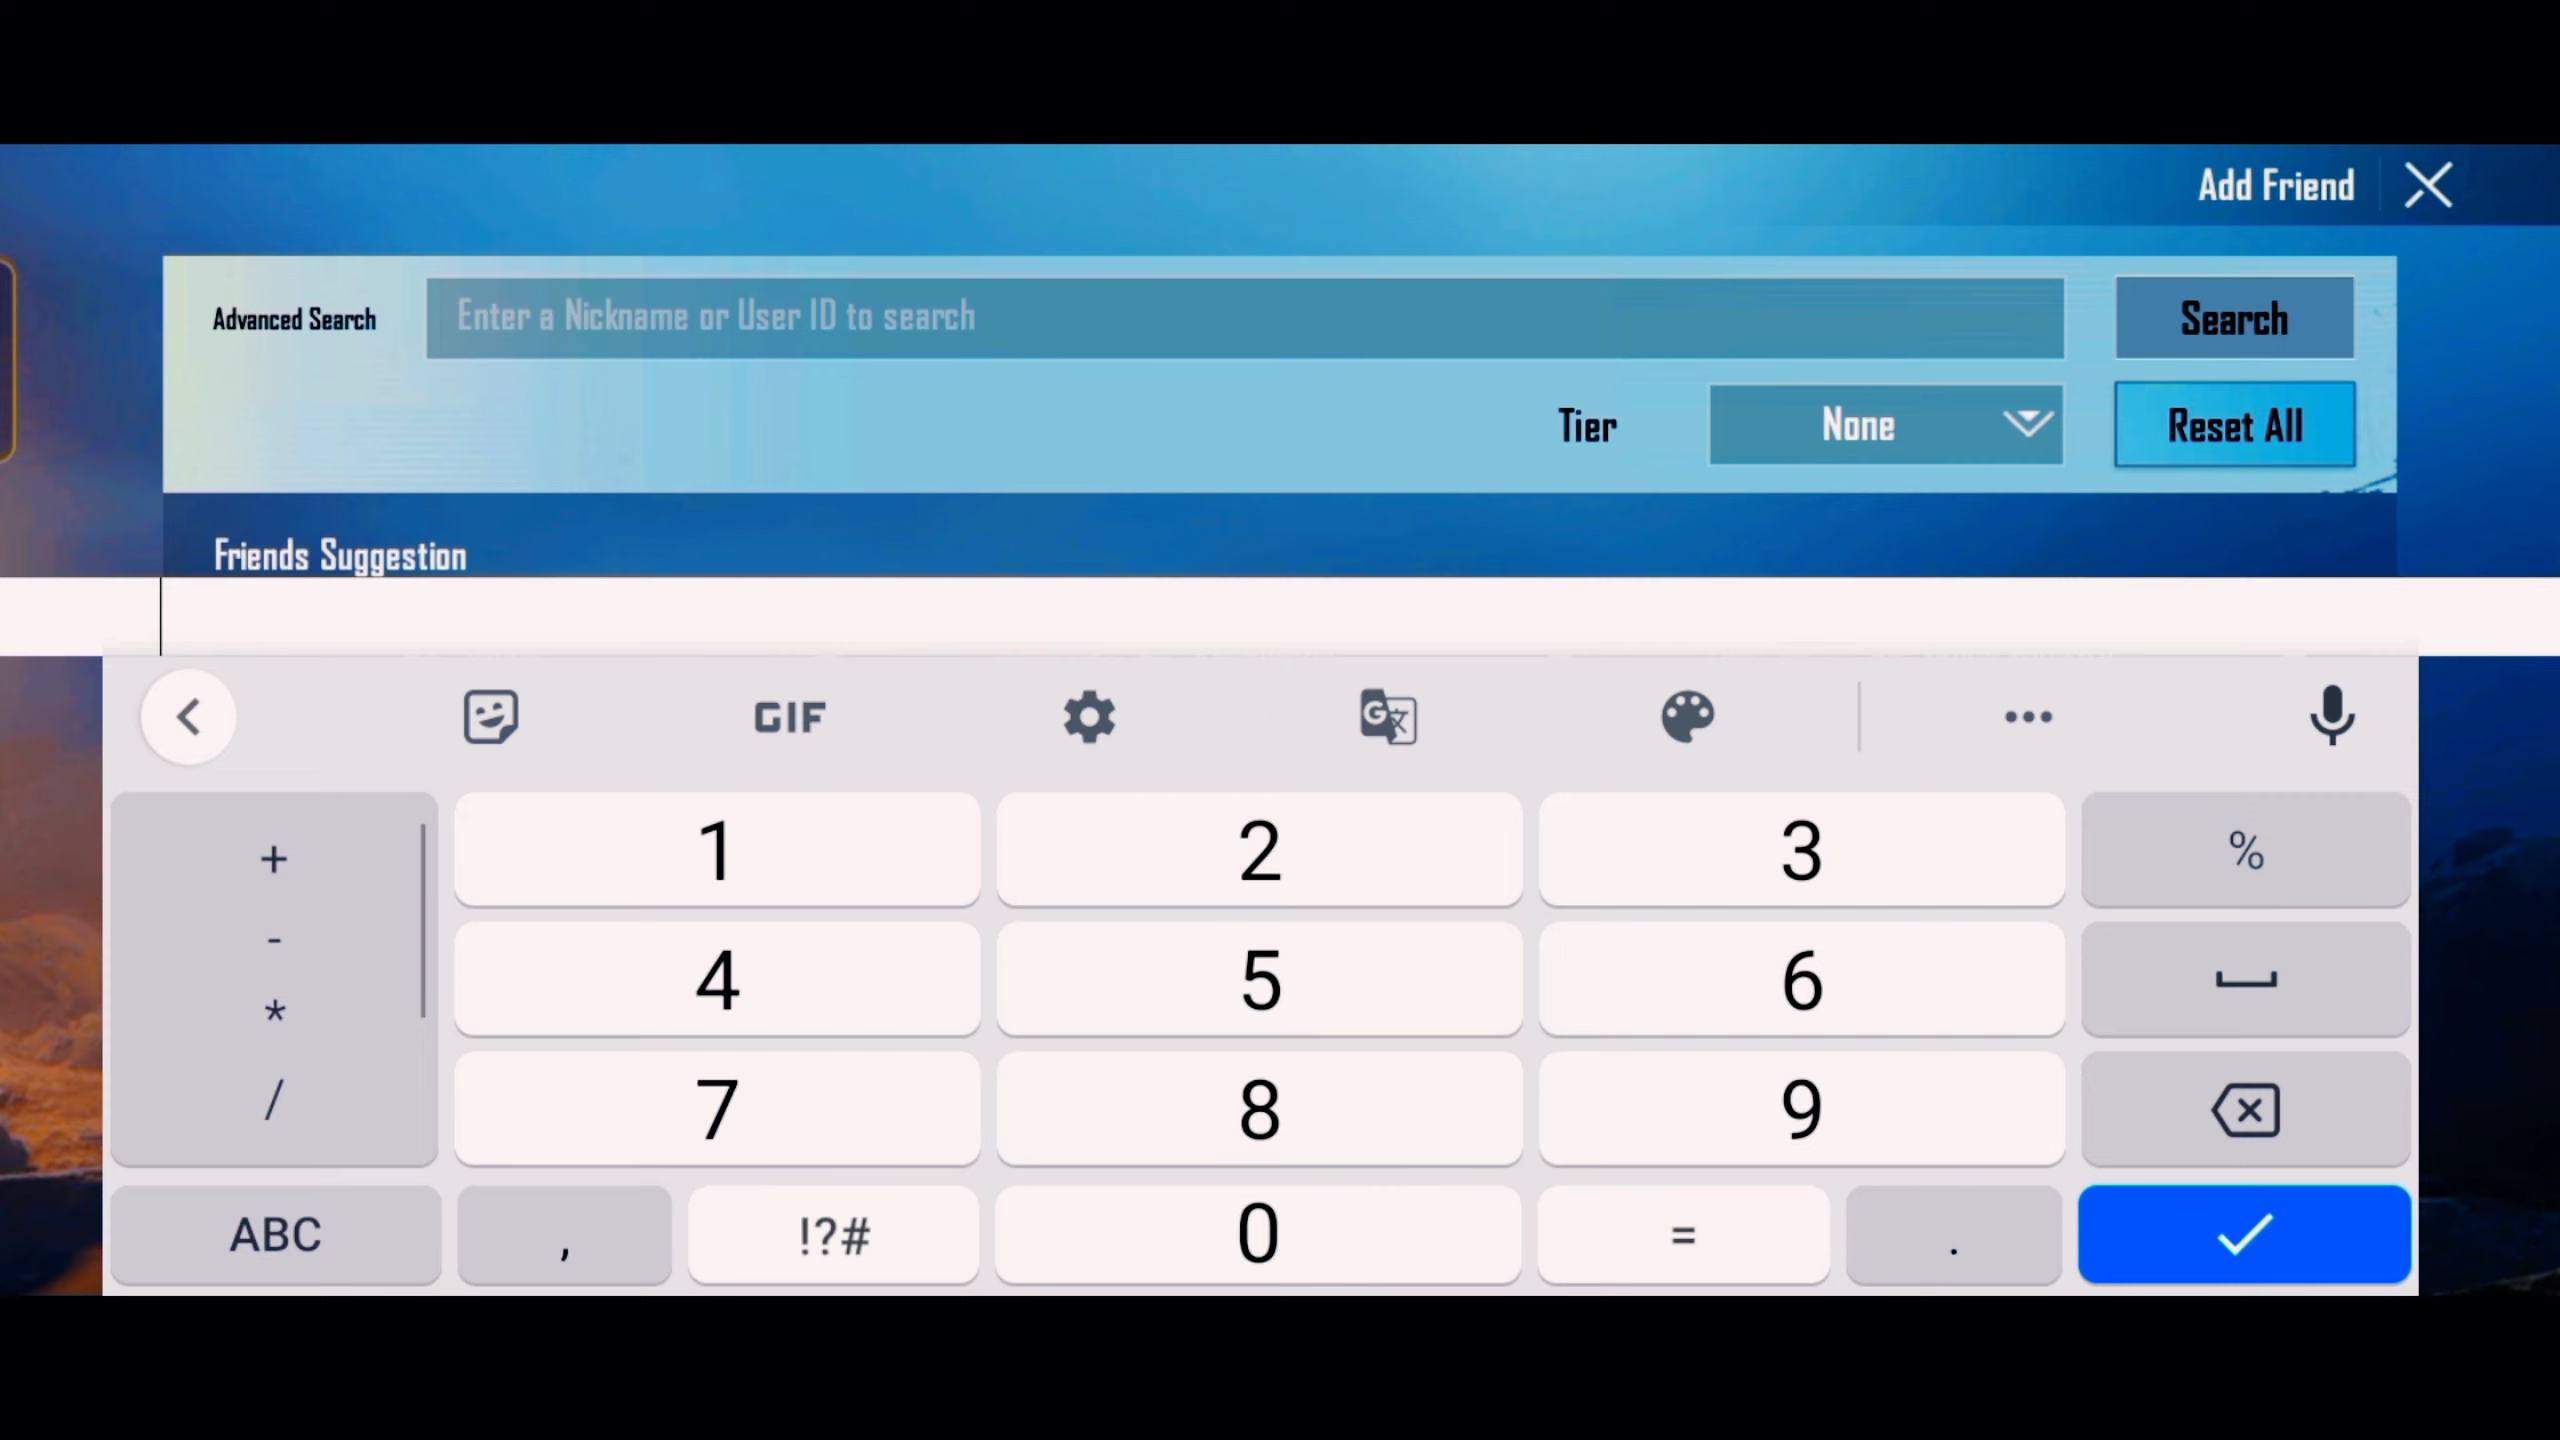 Add Friend
Advanced Search
Enter a Nickname or User ID to search
Search
Tier
None
Reset All
Friends Suggestion
GIF
+
1
2
3
%
-
4
5
6
*
/
7
8
9
ABC
,
!?#
0
=
.